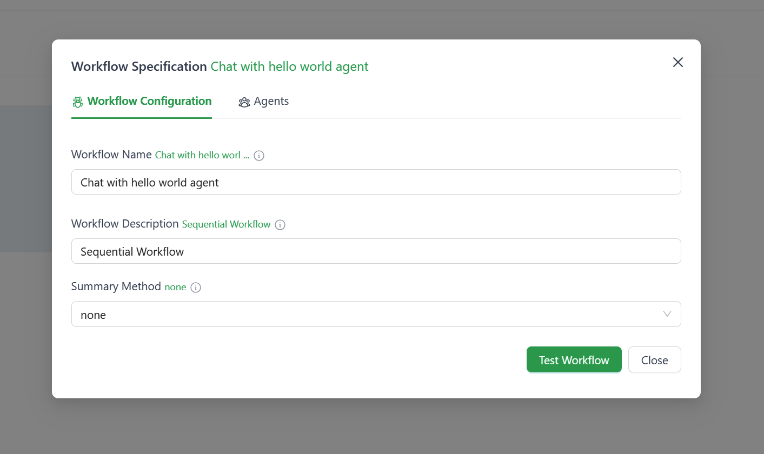 Workflow Specification Chat with hello world agent
Workflow Configuration Agents
Workflow Name Chat with hello worl ...
Chat with hello world agent
Workflow Description Sequential Workflow
Sequential Workflow
Summary Method none
none
Test Workflow Close